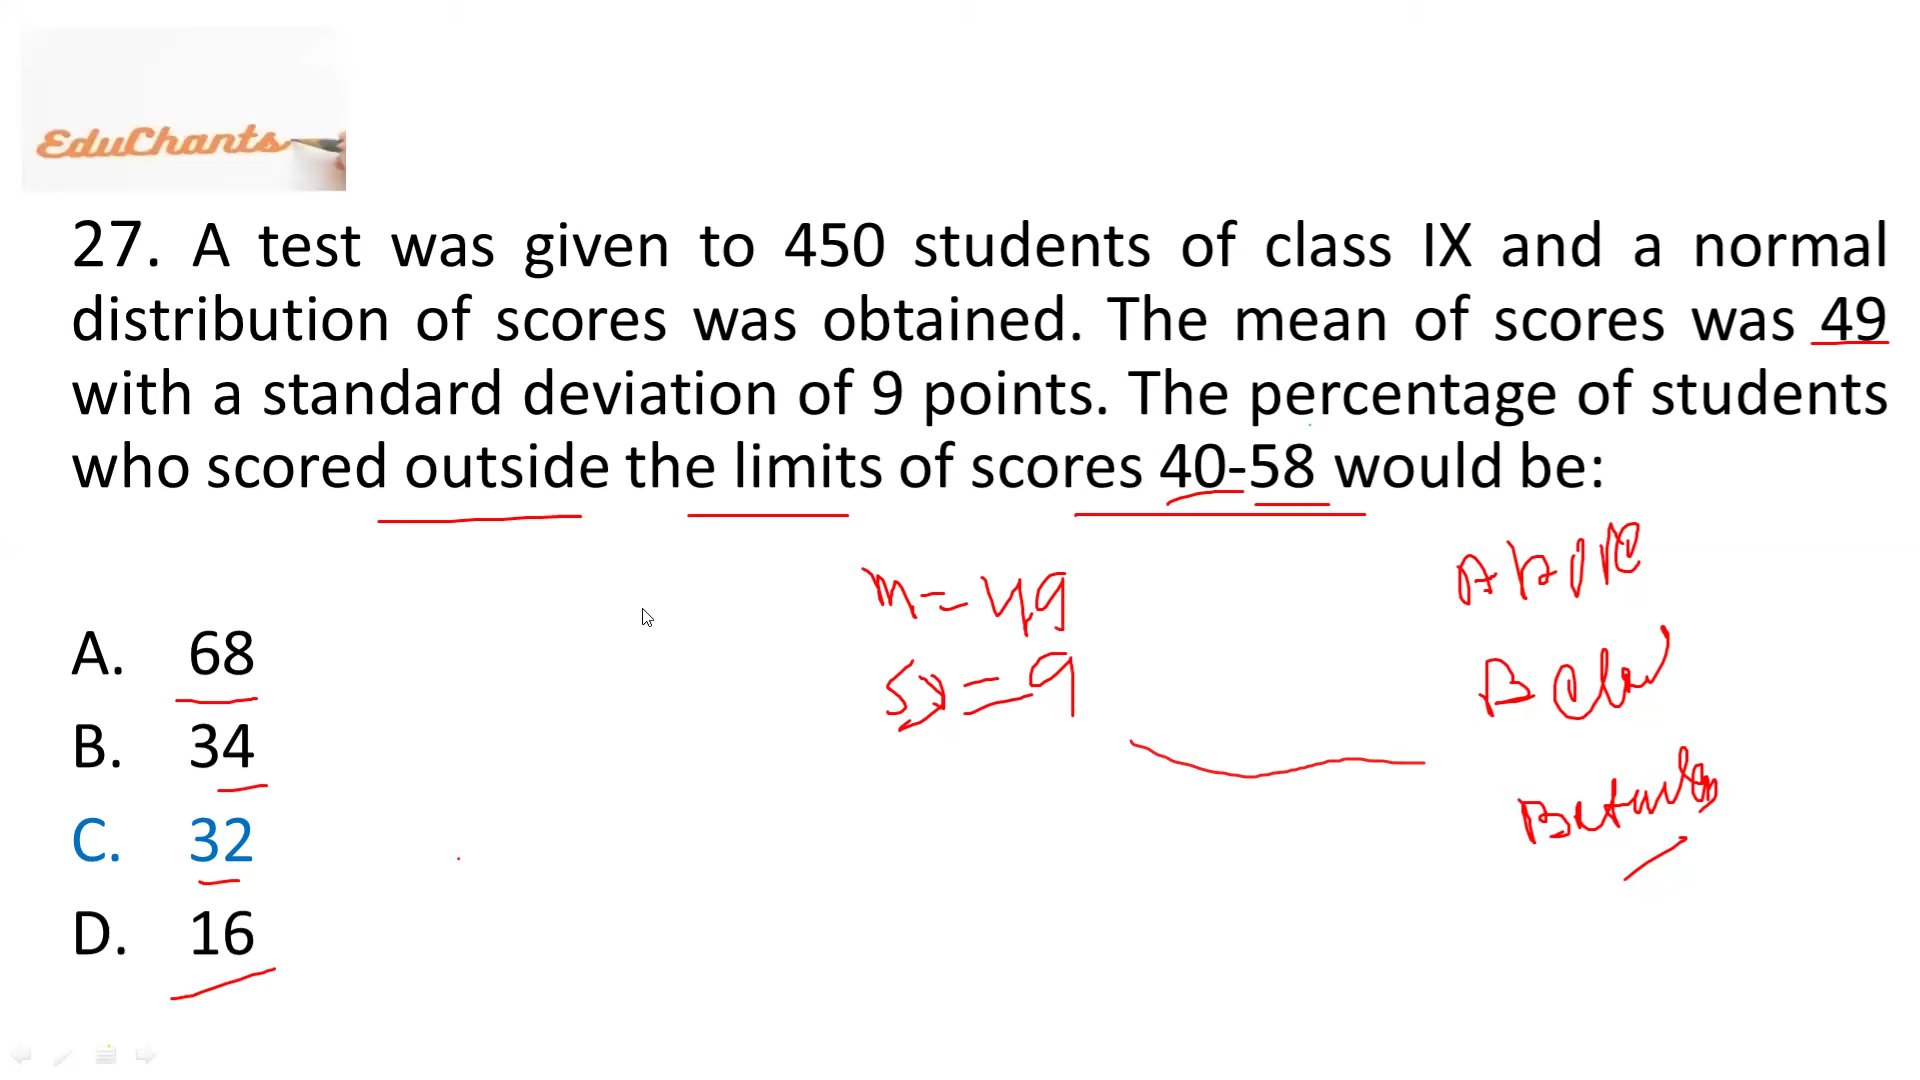 EduChants
27. A test was given to 450 students of class IX and a normal
distribution of scores was obtained. The mean of scores was 49
with a standard deviation of 9 points. The percentage of students
who scored outside the limits of scores 40-58 would be:
m = 49
SD = 9
Above
Below
A. 68
B. 34
C. 32
D. 16